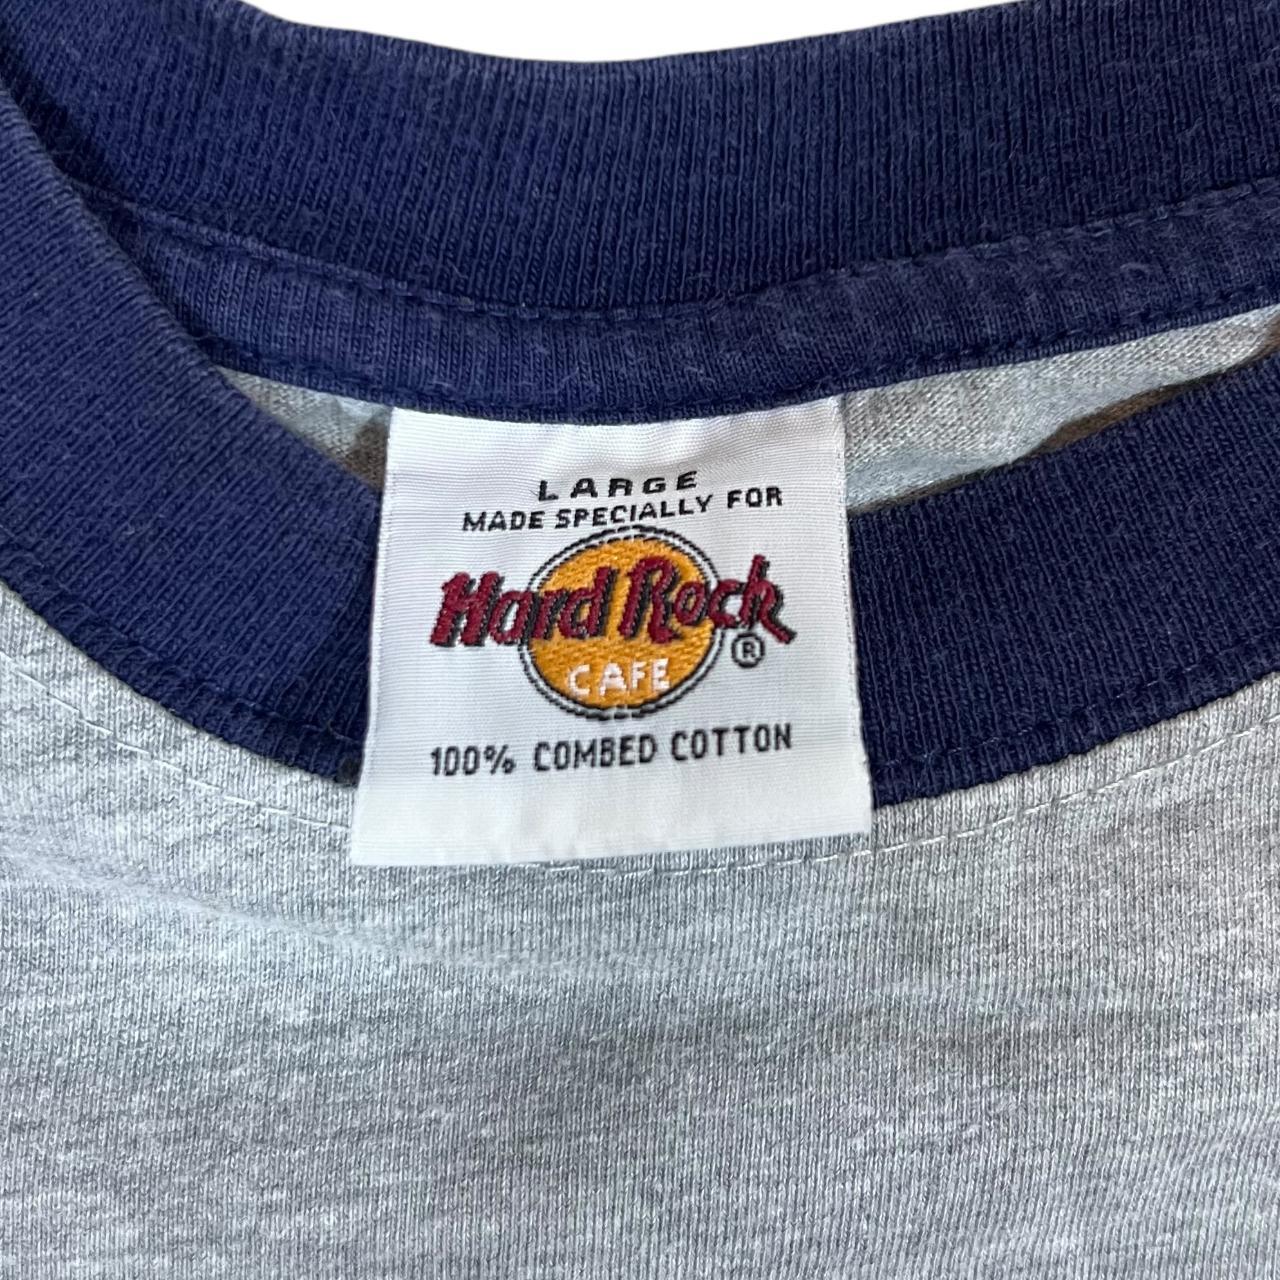 LARGE
MADE SPECIALLY FOR
Hard Rock
CAFE ®
100% COMBED COTTON